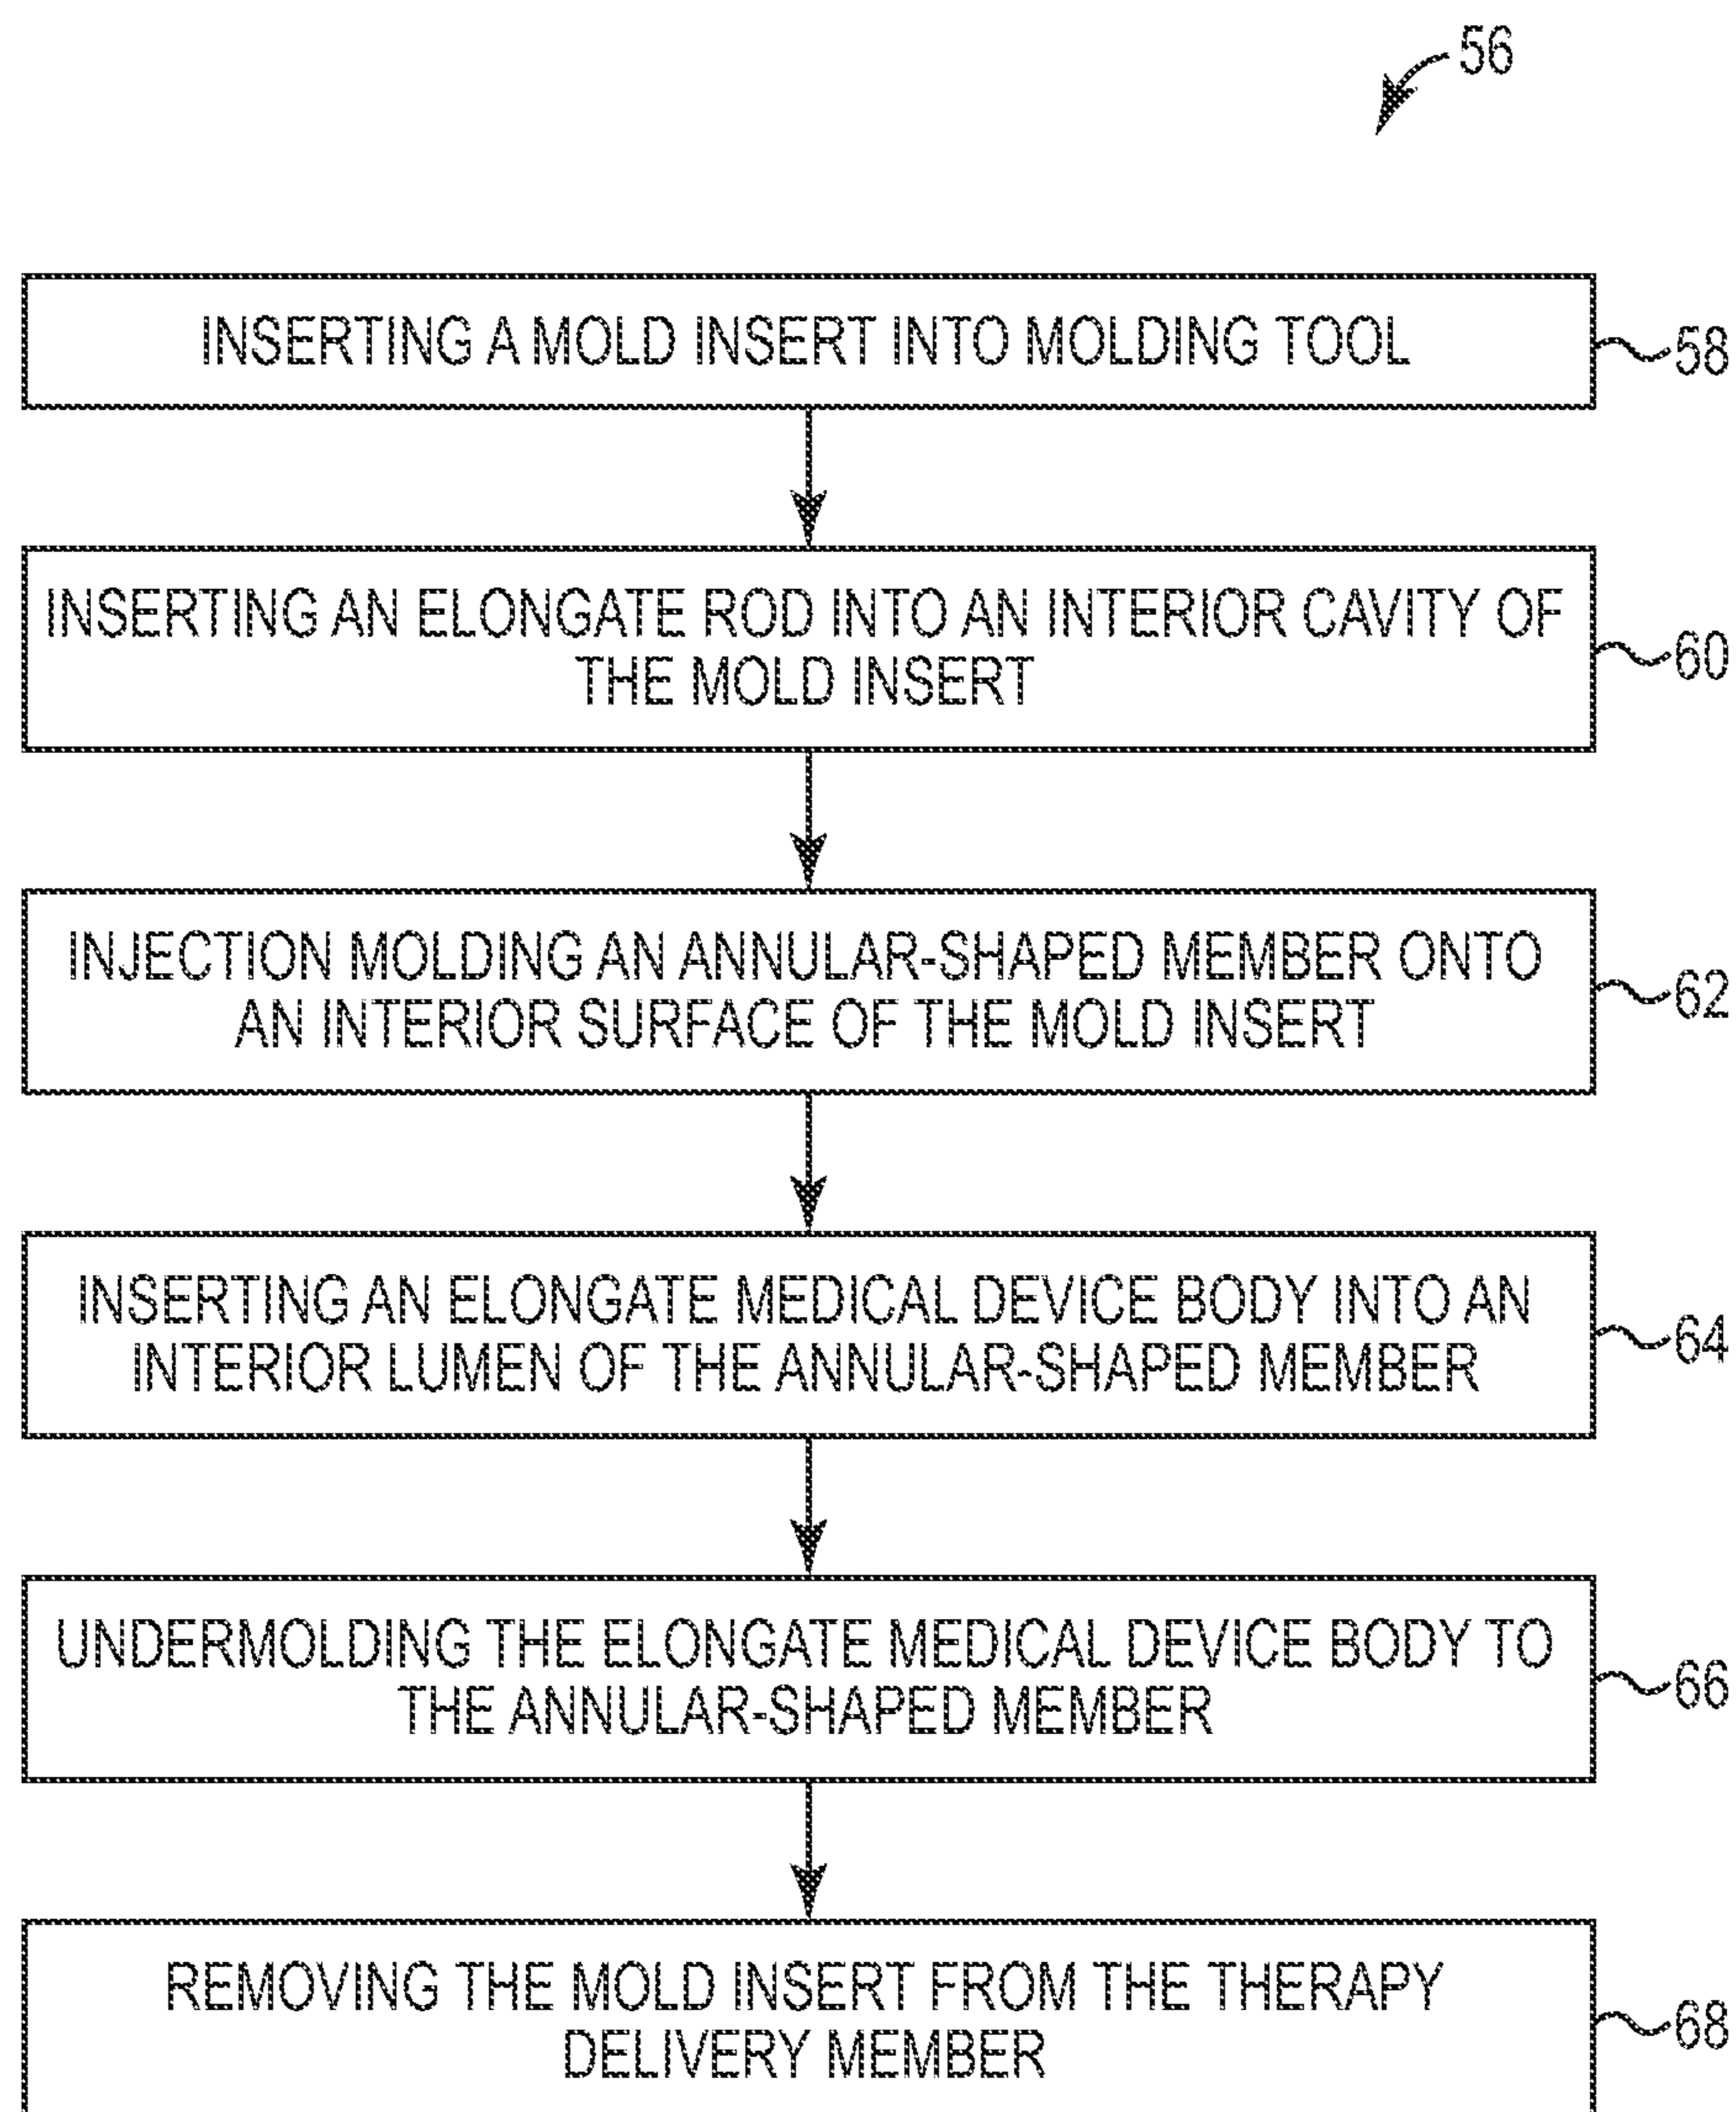 56
INSERTING A MOLD INSERT INTO MOLDING TOOL
58
INSERTING AN ELONGATE ROD INTO AN INTERIOR CAVITY OF
THE MOLD INSERT
60
INJECTION MOLDING AN ANNULAR-SHAPED MEMBER ONTO
AN INTERIOR SURFACE OF THE MOLD INSERT
62
INSERTING AN ELONGATE MEDICAL DEVICE BODY INTO AN
INTERIOR LUMEN OF THE ANNULAR-SHAPED MEMBER
64
UNDERMOLDING THE ELONGATE MEDICAL DEVICE BODY TO
THE ANNULAR-SHAPED MEMBER
66
REMOVING THE MOLD INSERT FROM THE THERAPY
DELIVERY MEMBER
68